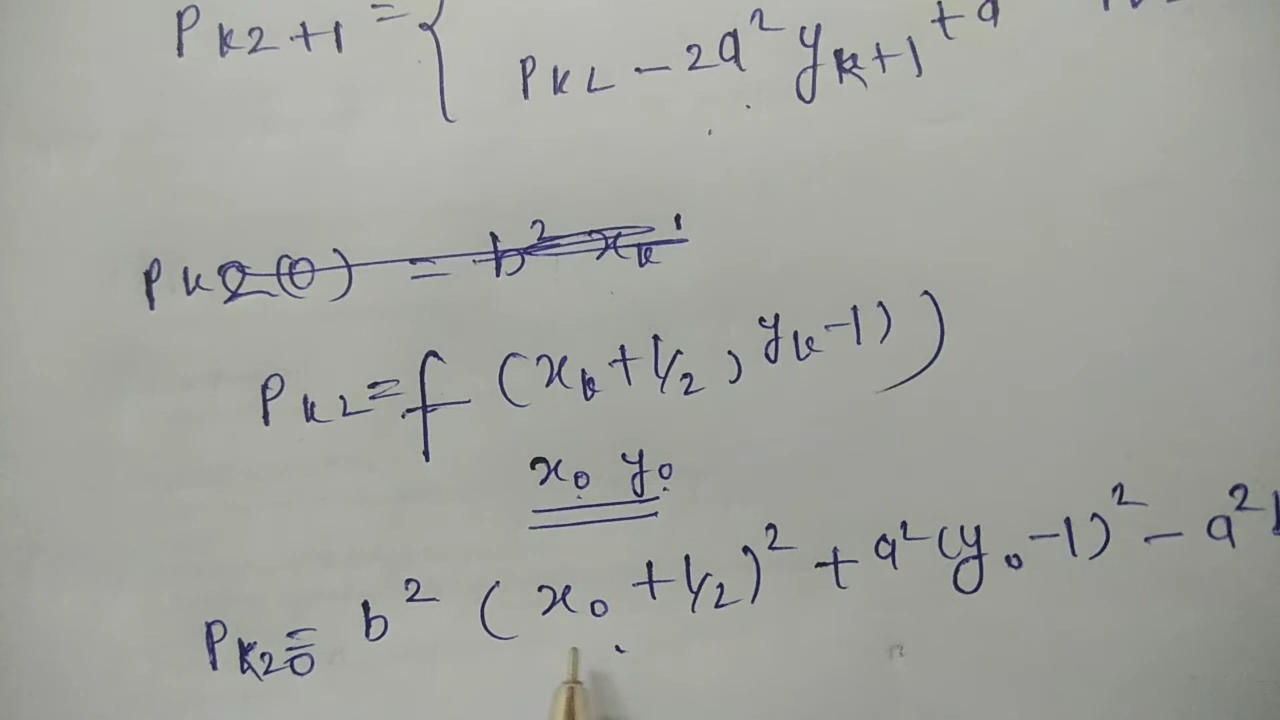 PK2+1 = { PK2 - 2a² yk+1 + a
PK2(0) = b² xk
PK2 = f (xk + 1/2, yk-1))
x0 y0
PK20 = b² (x0 + 1/2)² + a² (y0 - 1)² - a²